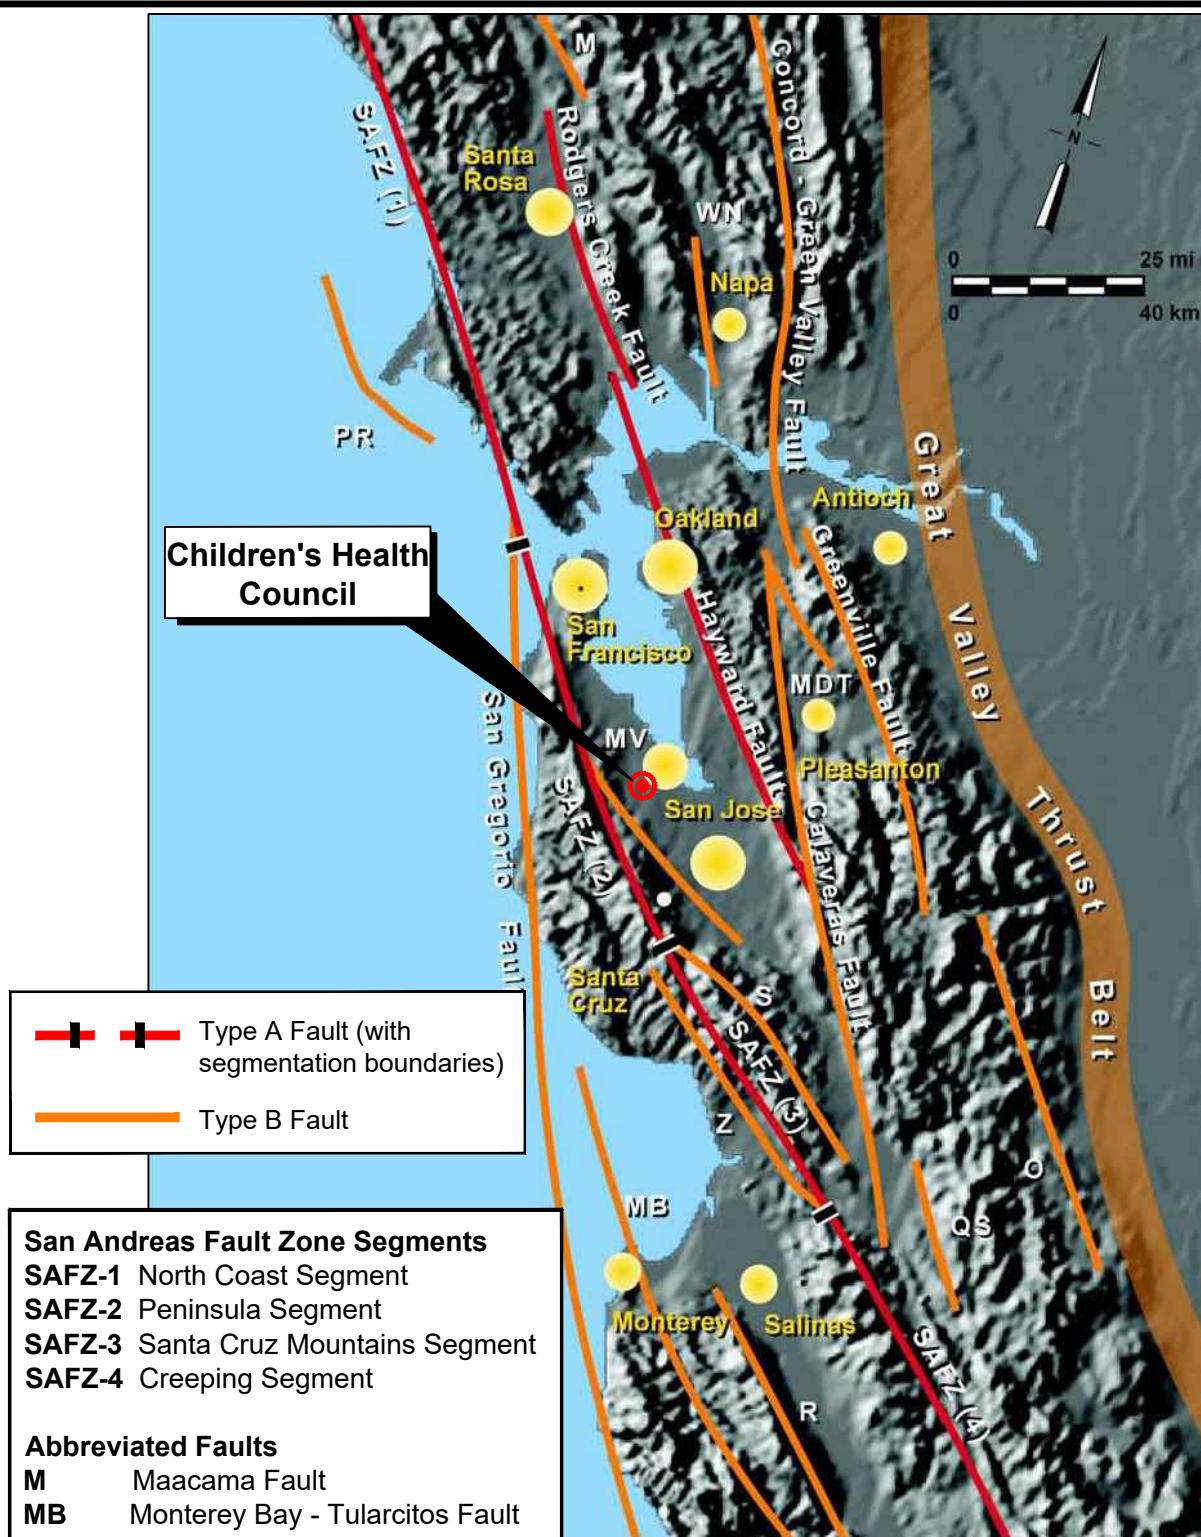 M
Concord - Green Valley Fault
SAFZ (1)
Rodgers Creek Fault
Santa
Rosa
N
WN
0
25 mi
Napa
0
40 km
PR
Great Valley Thrust Belt
Antioch
Oakland
Greenville Fault
Children's Health
Council
San
Francisco
Hayward Fault
MDT
San Gregorio Faul
MV
Pleasanton
SAFZ (2)
San Jose
Calaveras Fault
Santa
Cruz
S
SAFZ (3)
Type A Fault (with
segmentation boundaries)
Type B Fault
Z
O
MB
QS
San Andreas Fault Zone Segments
SAFZ-1 North Coast Segment
SAFZ-2 Peninsula Segment
SAFZ-3 Santa Cruz Mountains Segment
SAFZ-4 Creeping Segment
Monterey
Salinas
SAFZ (4)
R
Abbreviated Faults
M Maacama Fault
MB Monterey Bay - Tularcitos Fault